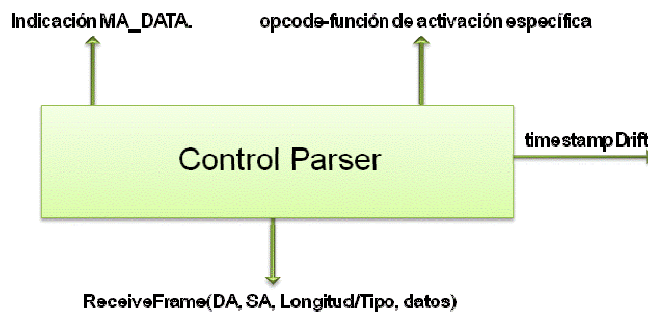 Indicación MA_DATA.
opcode-función de activación específica
Control Parser
timestampDrift
ReceiveFrame(DA, SA, Longitud/Tipo, datos)